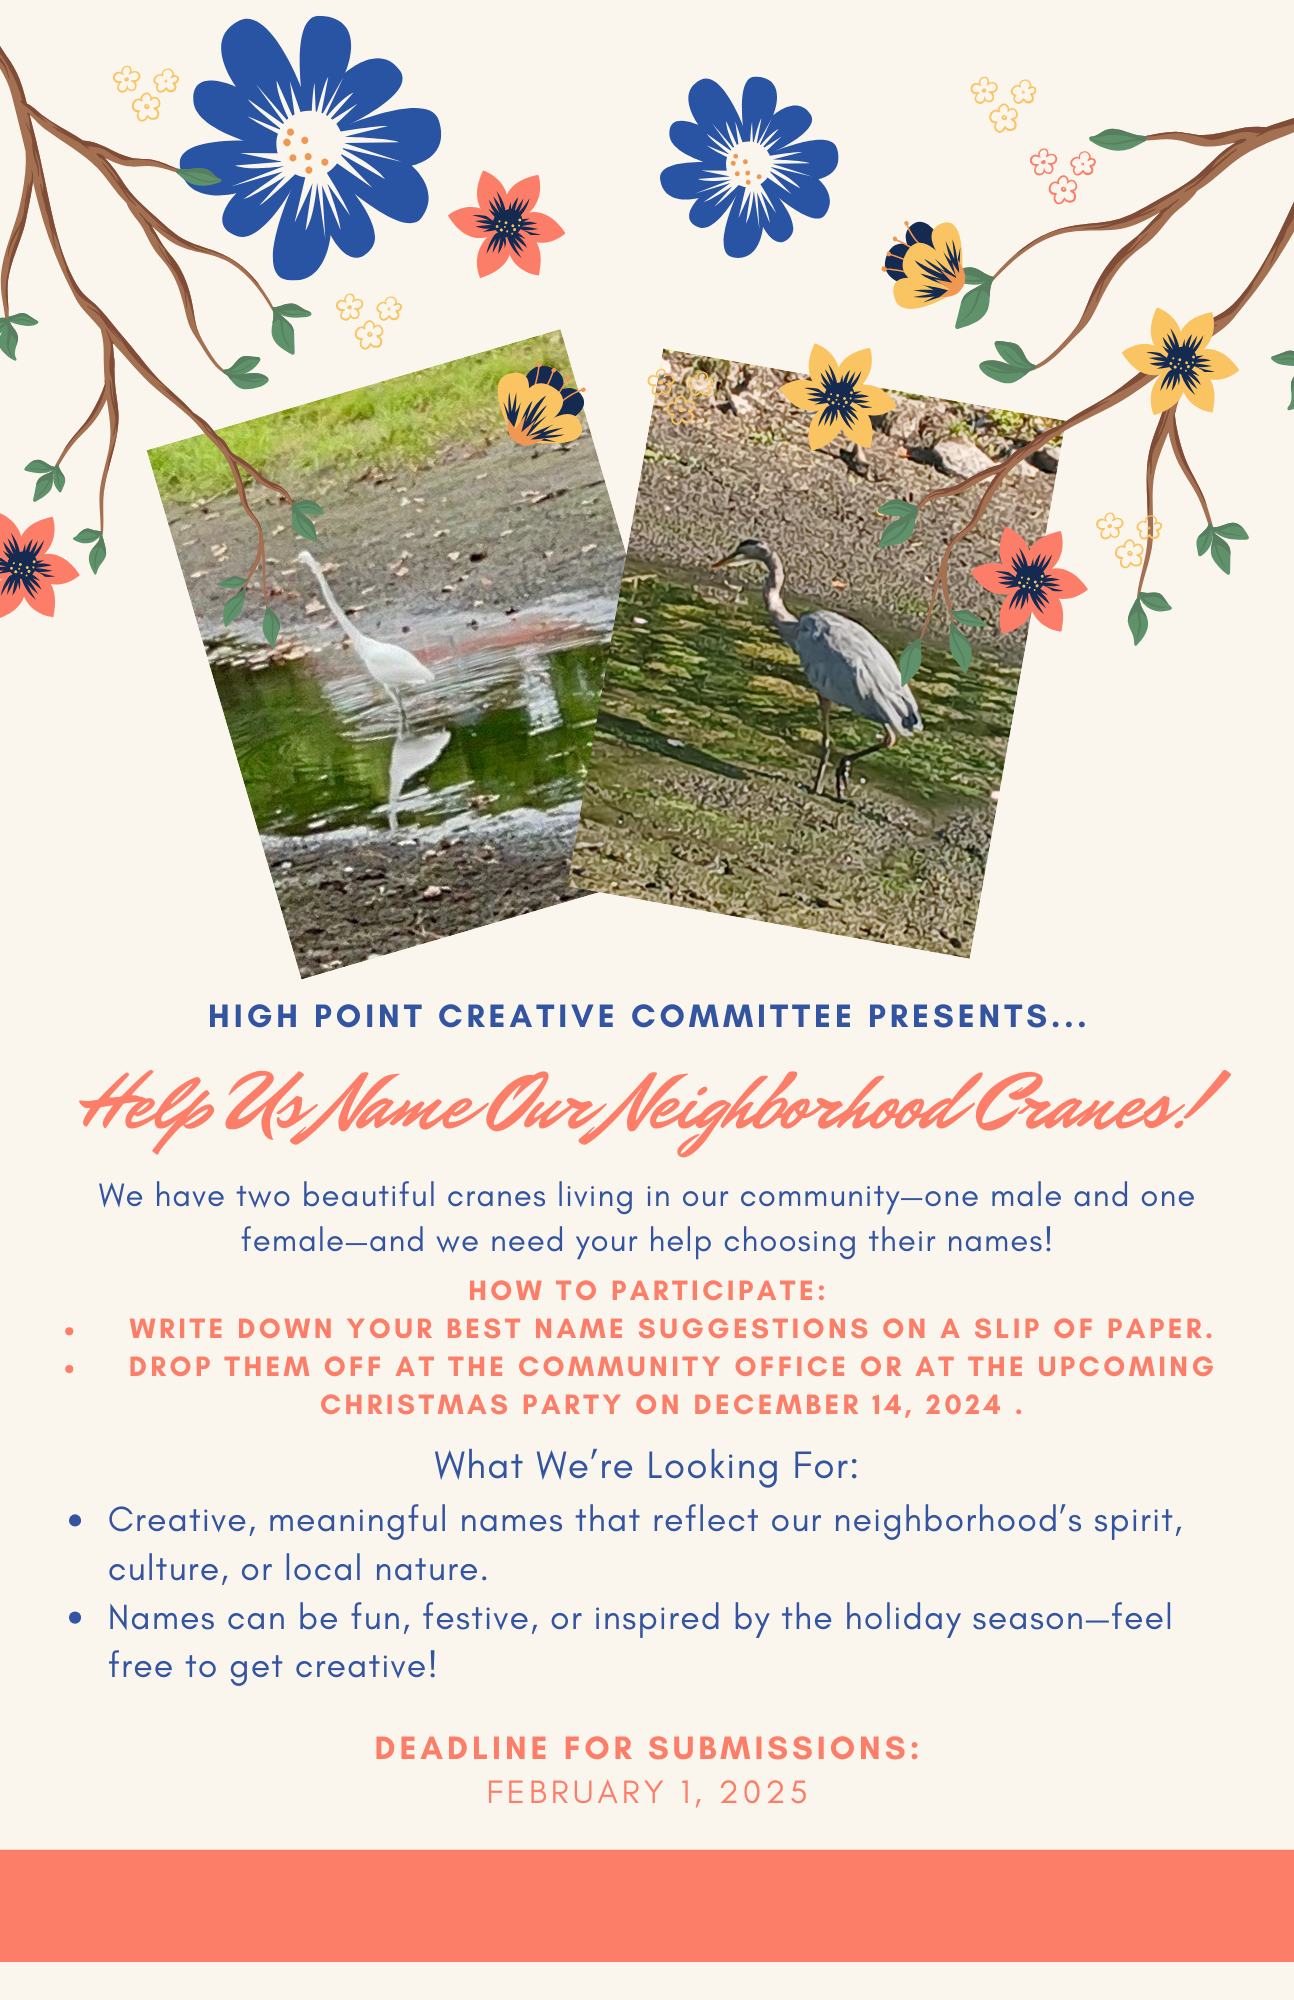 HIGH POINT CREATIVE COMMITTEE PRESENTS...
Help Us Name Our Neighborhood Cranes!
We have two beautiful cranes living in our community—one male and one
female—and we need your help choosing their names!
HOW TO PARTICIPATE:
• WRITE DOWN YOUR BEST NAME SUGGESTIONS ON A SLIP OF PAPER.
• DROP THEM OFF AT THE COMMUNITY OFFICE OR AT THE UPCOMING
CHRISTMAS PARTY ON DECEMBER 14, 2024 .
What We’re Looking For:
• Creative, meaningful names that reflect our neighborhood’s spirit,
culture, or local nature.
• Names can be fun, festive, or inspired by the holiday season—feel
free to get creative!
DEADLINE FOR SUBMISSIONS:
FEBRUARY 1, 2025